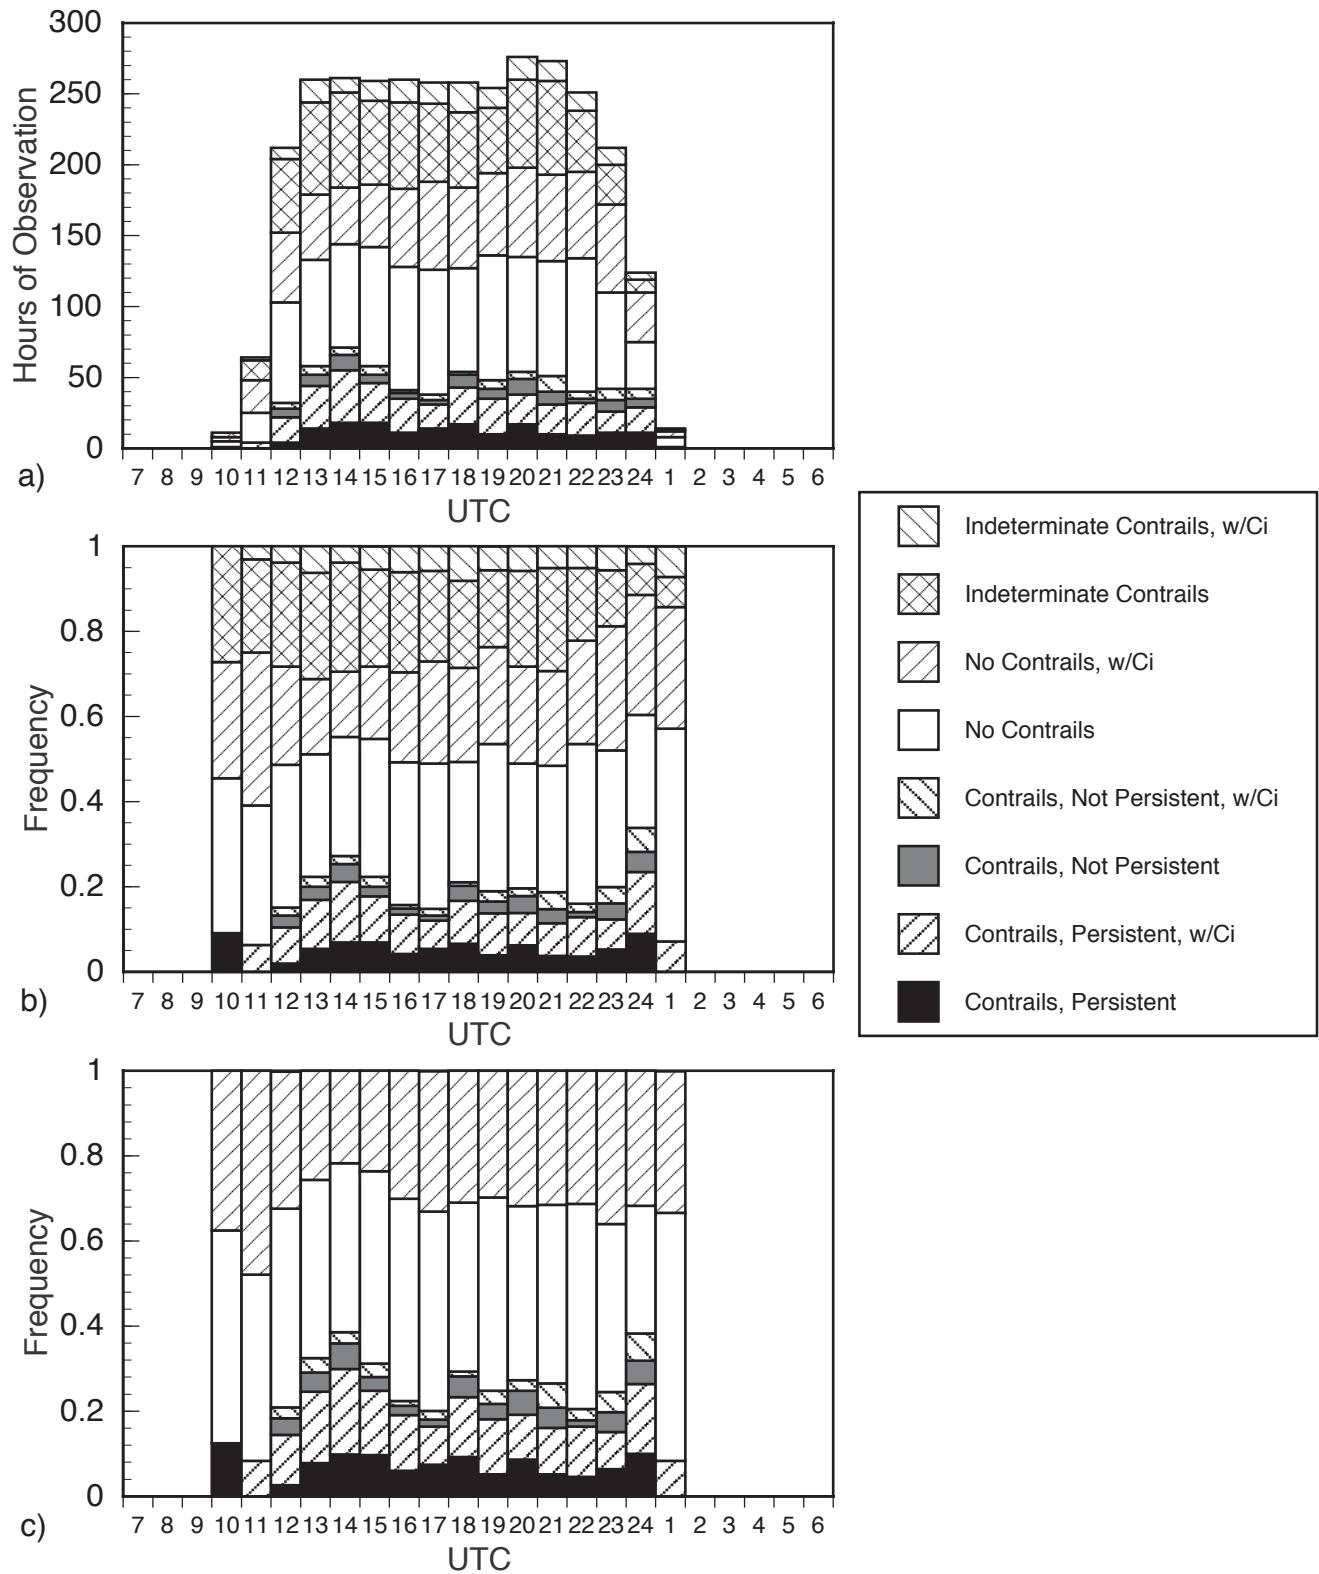 300
250
200
150
100
50
0
Hours of Observation
7 8 9 10 11 12 13 14 15 16 17 18 19 20 21 22 23 24 1 2 3 4 5 6
a)
UTC
1
0.8
0.6
0.4
0.2
0
Frequency
7 8 9 10 11 12 13 14 15 16 17 18 19 20 21 22 23 24 1 2 3 4 5 6
b)
UTC
Indeterminate Contrails, w/Ci
Indeterminate Contrails
No Contrails, w/Ci
No Contrails
Contrails, Not Persistent, w/Ci
Contrails, Not Persistent
Contrails, Persistent, w/Ci
Contrails, Persistent
1
0.8
0.6
0.4
0.2
0
Frequency
7 8 9 10 11 12 13 14 15 16 17 18 19 20 21 22 23 24 1 2 3 4 5 6
c)
UTC